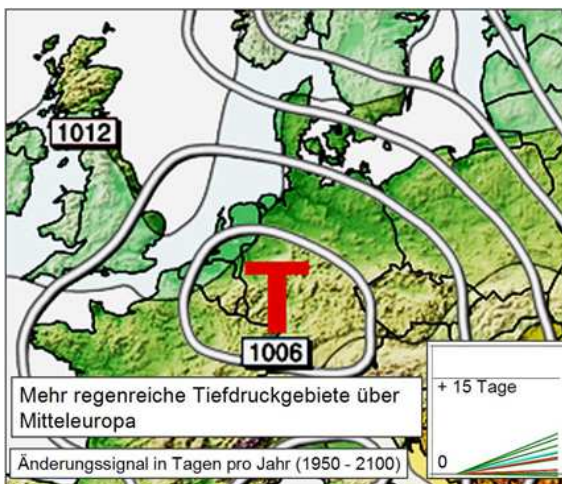 1012
T
1006
+ 15 Tage
Mehr regenreiche Tiefdruckgebiete über
Mitteleuropa
0
Änderungssignal in Tagen pro Jahr (1950 - 2100)